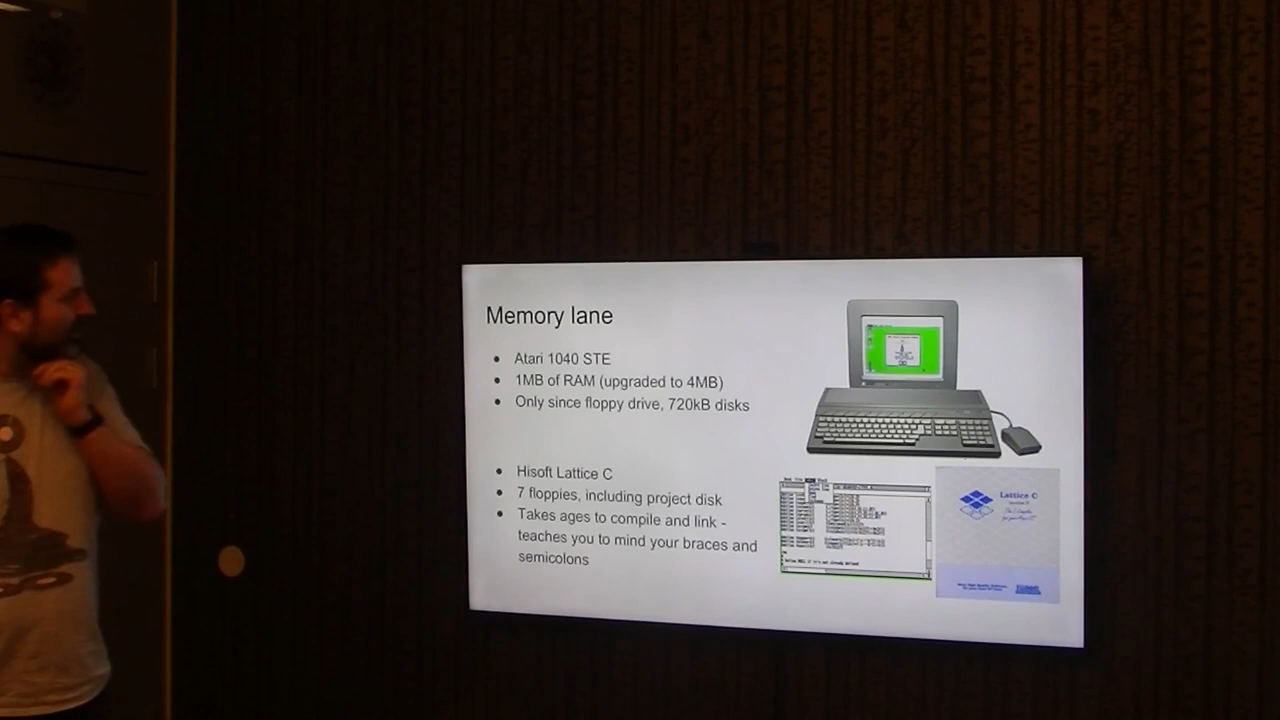 Memory lane
Atari 1040 STE
1MB of RAM (upgraded to 4MB)
Only since floppy drive, 720kB disks
Hisoft Lattice C
7 floppies, including project disk
Takes ages to compile and link -
teaches you to mind your braces and
semicolons
Lattice C